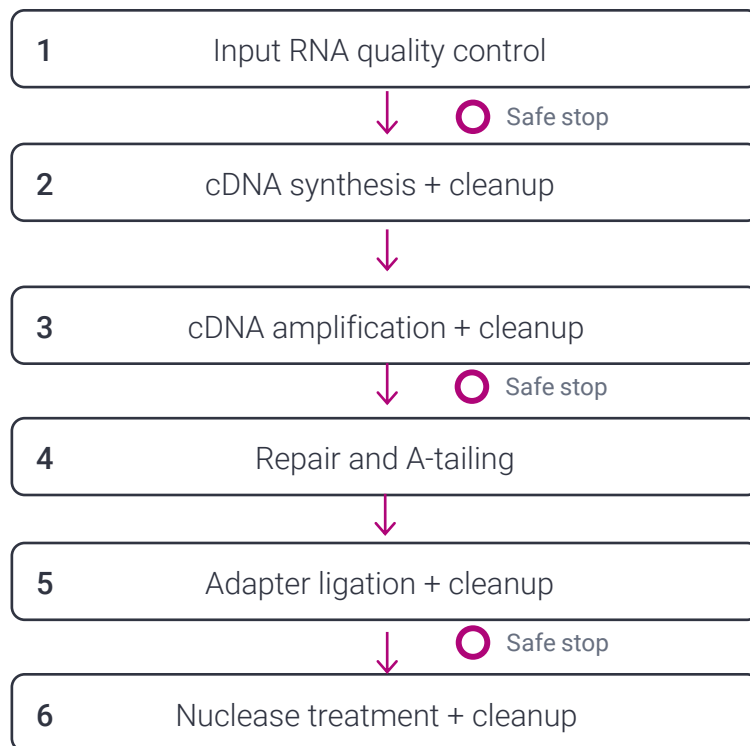 1 Input RNA quality control
Safe stop
2 cDNA synthesis + cleanup
3 cDNA amplification + cleanup
Safe stop
4 Repair and A-tailing
5 Adapter ligation + cleanup
Safe stop
6 Nuclease treatment + cleanup